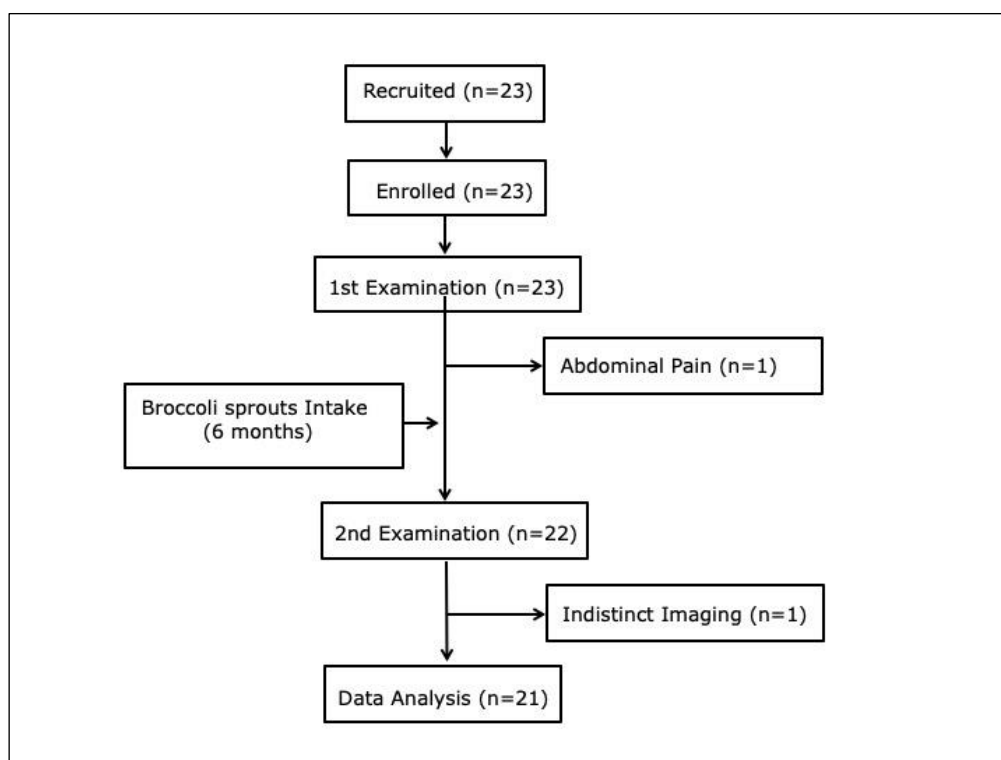 Recruited (n=23)
Enrolled (n=23)
1st Examination (n=23)
Abdominal Pain (n=1)
Broccoli sprouts Intake
(6 months)
2nd Examination (n=22)
Indistinct Imaging (n=1)
Data Analysis (n=21)